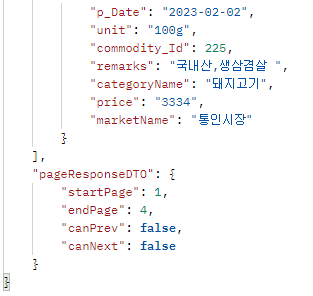 "p_Date": "2023-02-02",
"unit": "100g",
"commodity_Id": 225,
"remarks": "국내산,생삼겹살 ",
"categoryName": "돼지고기",
"price": "3334",
"marketName": "통인시장"
}
],
"pageResponseDTO": {
"startPage": 1,
"endPage": 4,
"canPrev": false,
"canNext": false
}
}